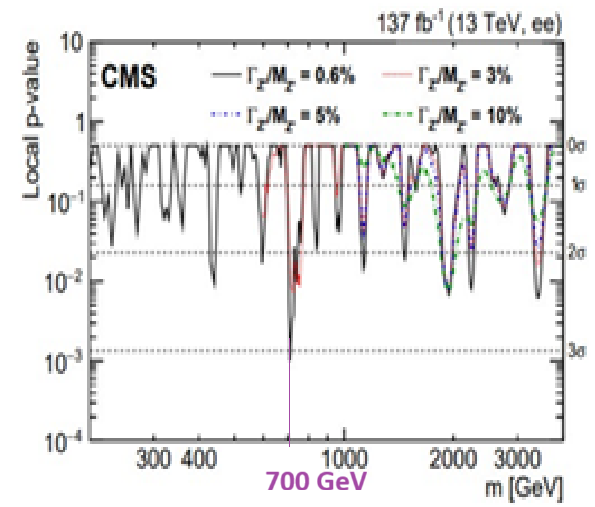 137 fb⁻¹ (13 TeV, ee)
CMS
Γ_Z'/M_Z' = 0.6%
Γ_Z'/M_Z' = 3%
Γ_Z'/M_Z' = 5%
Γ_Z'/M_Z' = 10%
Local p-value
10
1
10⁻¹
10⁻²
10⁻³
10⁻⁴
0σ
1σ
2σ
3σ
300 400 1000 2000 3000
700 GeV
m [GeV]